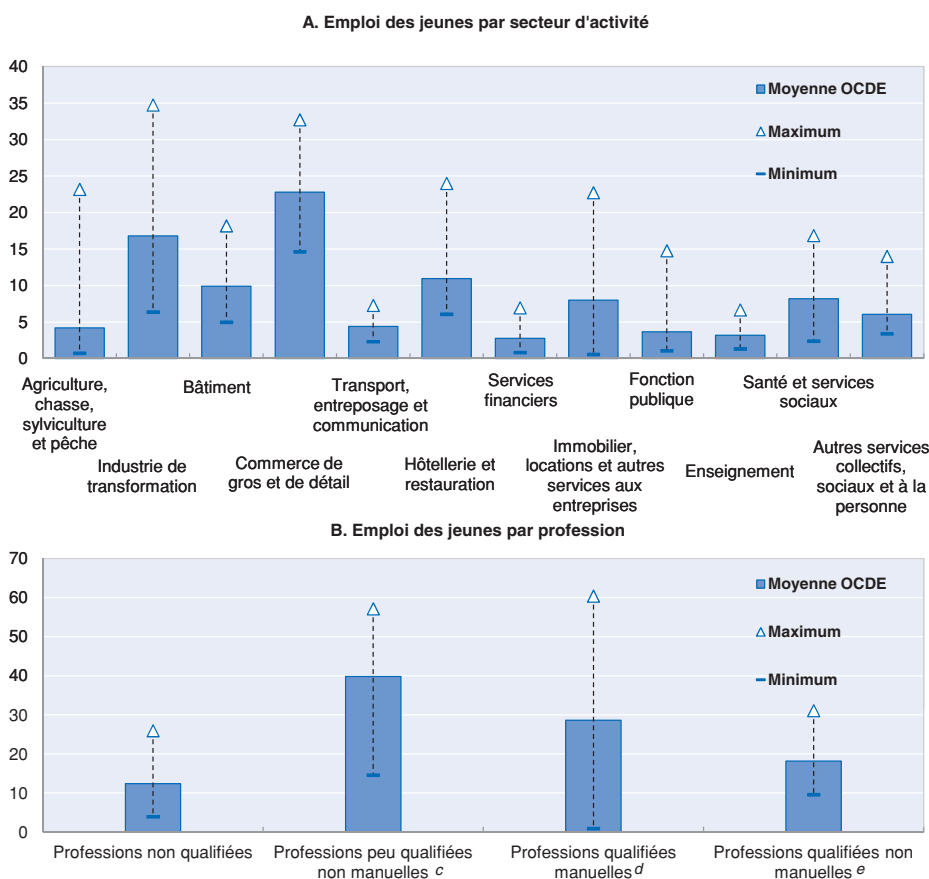 A. Emploi des jeunes par secteur d'activité
40
35
30
25
20
15
10
5
0
Moyenne OCDE
Maximum
Minimum
Agriculture,
chasse,
sylviculture
et pêche
Industrie de
transformation
Bâtiment
Commerce de
gros et de détail
Transport,
entreposage et
communication
Hôtellerie et
restauration
Services
financiers
Immobilier,
locations et autres
services aux
entreprises
Fonction
publique
Enseignement
Santé et services
sociaux
Autres services
collectifs,
sociaux et à la
personne
B. Emploi des jeunes par profession
70
60
50
40
30
20
10
0
Moyenne OCDE
Maximum
Minimum
Professions non qualifiées
Professions peu qualifiées
non manuelles c
Professions qualifiées
manuelles d
Professions qualifiées non
manuelles e